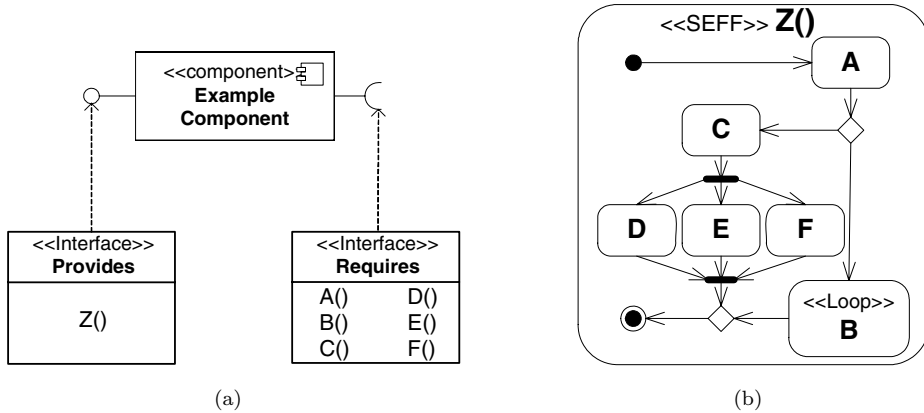 <<component>>
Example
Component
<<Interface>>
Provides
Z()
<<Interface>>
Requires
A() D()
B() E()
C() F()
(a)
<<SEFF>> Z()
A
C
D E F
<<Loop>>
B
(b)